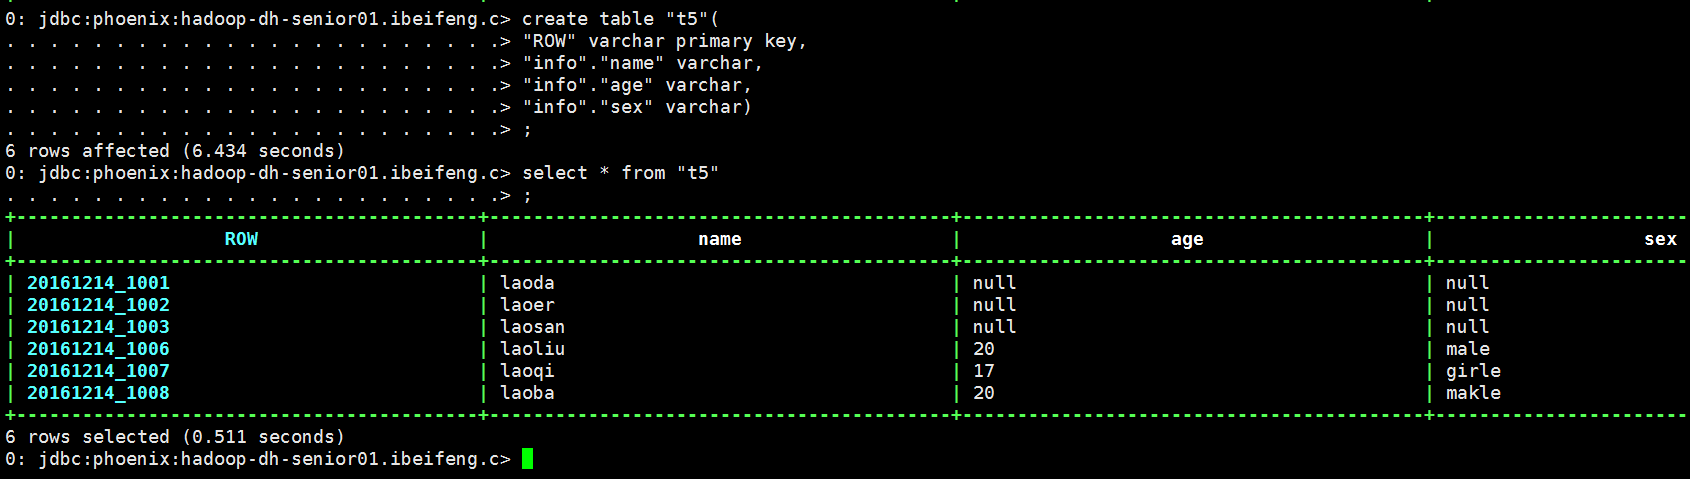 0: jdbc:phoenix:hadoop-dh-senior01.ibeifeng.c> create table "t5"(
. . . . . . . . . . . . . . . . . . . . . . .> "ROW" varchar primary key,
. . . . . . . . . . . . . . . . . . . . . . .> "info"."name" varchar,
. . . . . . . . . . . . . . . . . . . . . . .> "info"."age" varchar,
. . . . . . . . . . . . . . . . . . . . . . .> "info"."sex" varchar)
. . . . . . . . . . . . . . . . . . . . . . .> ;
6 rows affected (6.434 seconds)
0: jdbc:phoenix:hadoop-dh-senior01.ibeifeng.c> select * from "t5"
. . . . . . . . . . . . . . . . . . . . . . .> ;
| ROW | name | age | sex
| 20161214_1001 | laoda | null | null
| 20161214_1002 | laoer | null | null
| 20161214_1003 | laosan | null | null
| 20161214_1006 | laoliu | 20 | male
| 20161214_1007 | laoqi | 17 | girle
| 20161214_1008 | laoba | 20 | makle
6 rows selected (0.511 seconds)
0: jdbc:phoenix:hadoop-dh-senior01.ibeifeng.c>